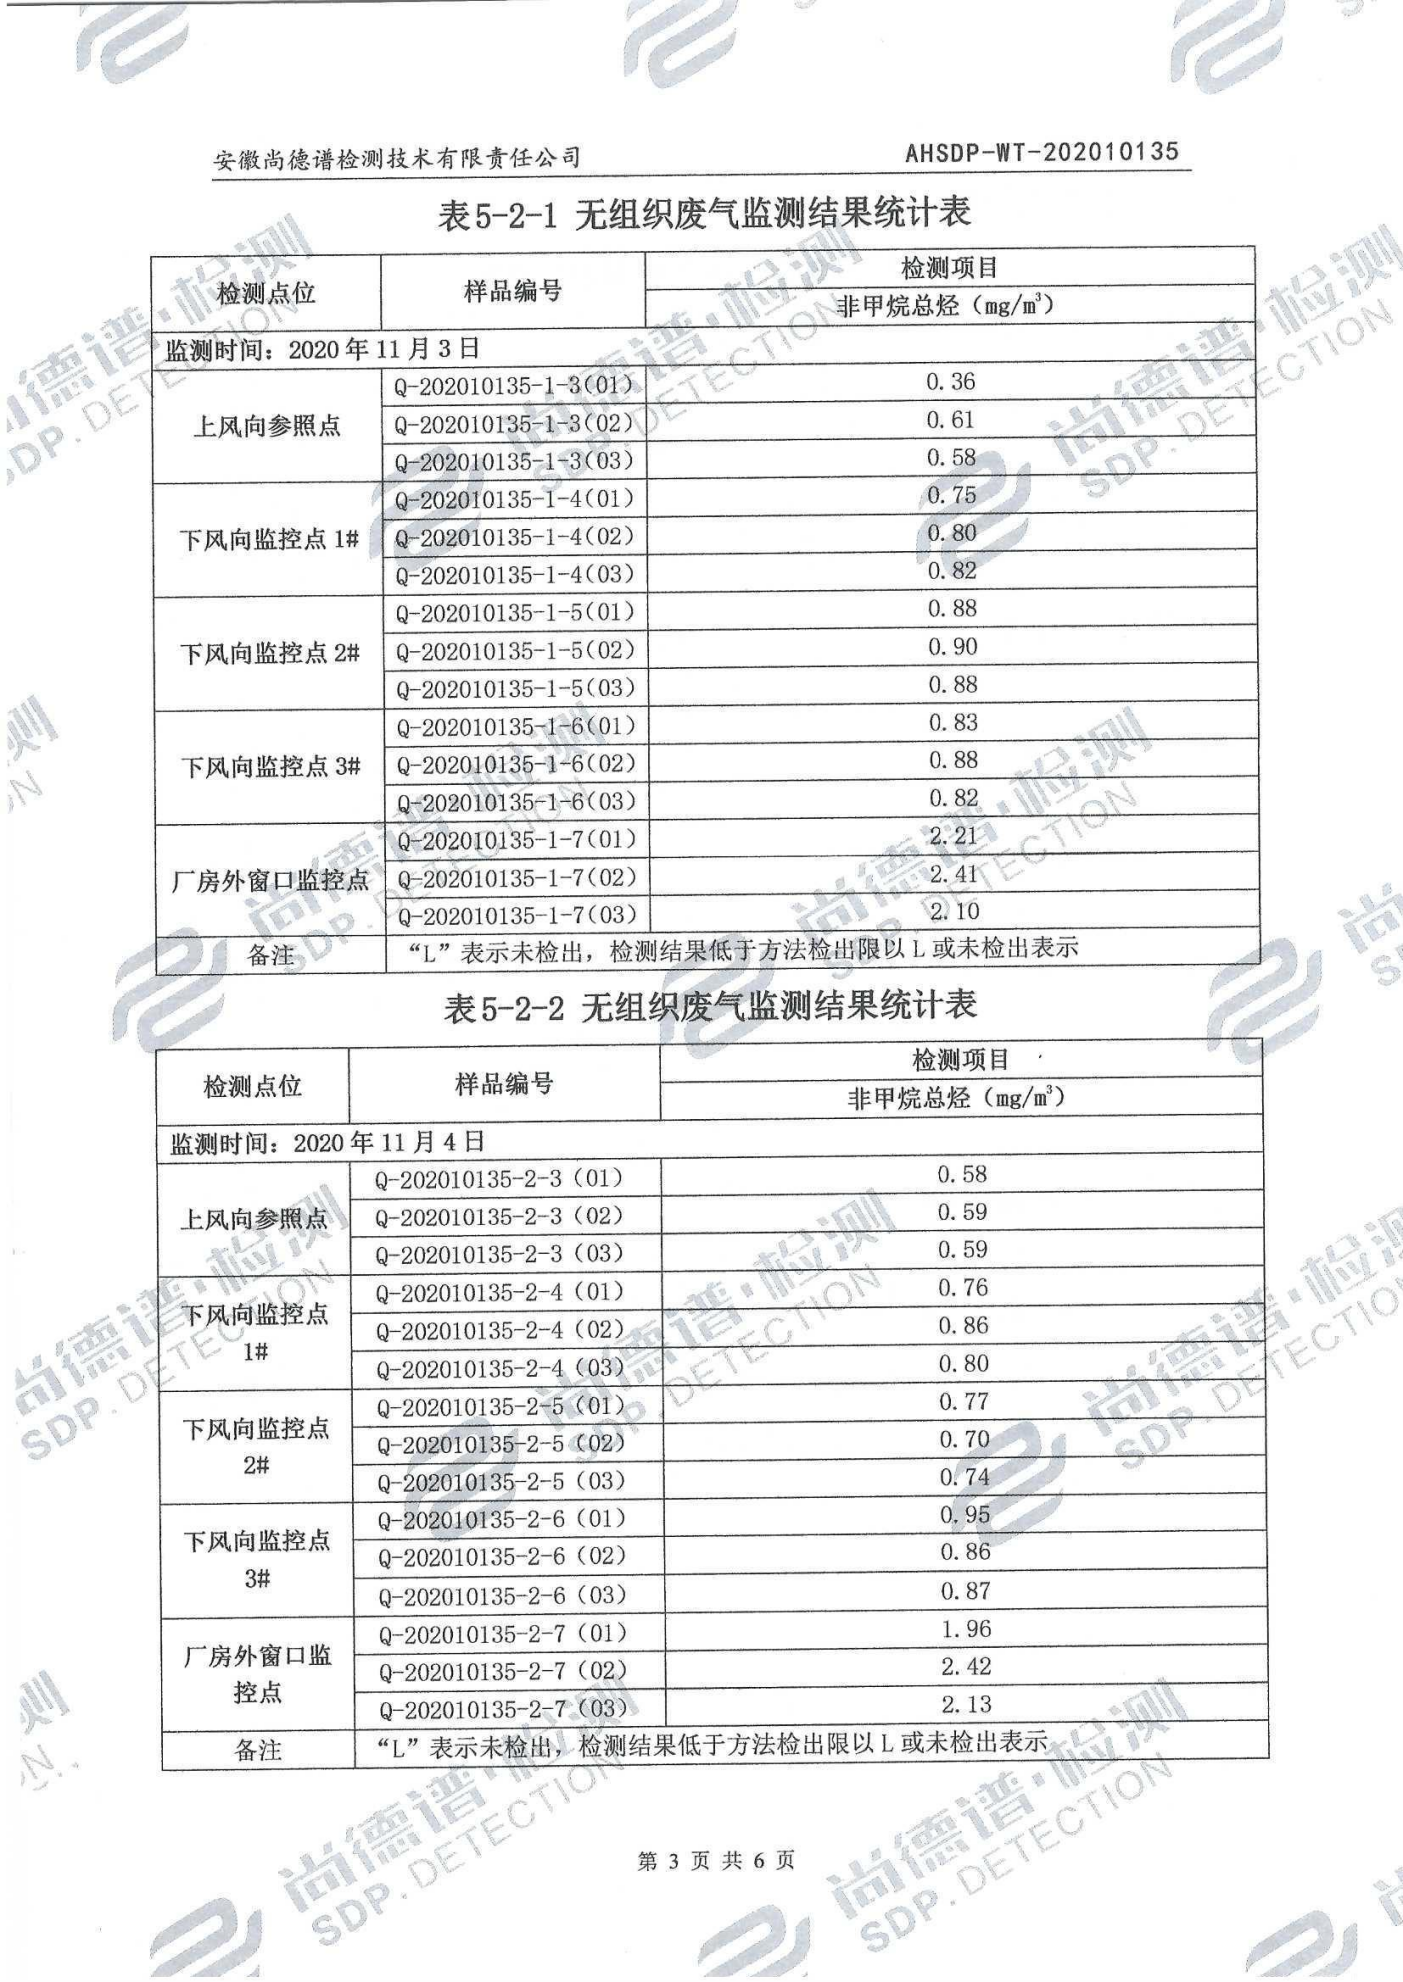 安徽尚德谱检测技术有限责任公司 AHSDP-WT-202010135
表5-2-1 无组织废气监测结果统计表
检测点位 样品编号 检测项目
非甲烷总烃（mg/m³）
监测时间：2020 年 11 月 3 日
上风向参照点
Q-202010135-1-3(01) 0.36
Q-202010135-1-3(02) 0.61
Q-202010135-1-3(03) 0.58
下风向监控点 1#
Q-202010135-1-4(01) 0.75
Q-202010135-1-4(02) 0.80
Q-202010135-1-4(03) 0.82
下风向监控点 2#
Q-202010135-1-5(01) 0.88
Q-202010135-1-5(02) 0.90
Q-202010135-1-5(03) 0.88
下风向监控点 3#
Q-202010135-1-6(01) 0.83
Q-202010135-1-6(02) 0.88
Q-202010135-1-6(03) 0.82
厂房外窗口监控点
Q-202010135-1-7(01) 2.21
Q-202010135-1-7(02) 2.41
Q-202010135-1-7(03) 2.10
备注 “L”表示未检出，检测结果低于方法检出限以 L 或未检出表示
表5-2-2 无组织废气监测结果统计表
检测点位 样品编号 检测项目
非甲烷总烃（mg/m³）
监测时间：2020 年 11 月 4 日
上风向参照点
Q-202010135-2-3（01） 0.58
Q-202010135-2-3（02） 0.59
Q-202010135-2-3（03） 0.59
下风向监控点
1#
Q-202010135-2-4（01） 0.76
Q-202010135-2-4（02） 0.86
Q-202010135-2-4（03） 0.80
下风向监控点
2#
Q-202010135-2-5（01） 0.77
Q-202010135-2-5（02） 0.70
Q-202010135-2-5（03） 0.74
下风向监控点
3#
Q-202010135-2-6（01） 0.95
Q-202010135-2-6（02） 0.86
Q-202010135-2-6（03） 0.87
厂房外窗口监
控点
Q-202010135-2-7（01） 1.96
Q-202010135-2-7（02） 2.42
Q-202010135-2-7（03） 2.13
备注 “L”表示未检出，检测结果低于方法检出限以 L 或未检出表示
第 3 页 共 6 页
尚德谱·检测
SDP.DETECTION